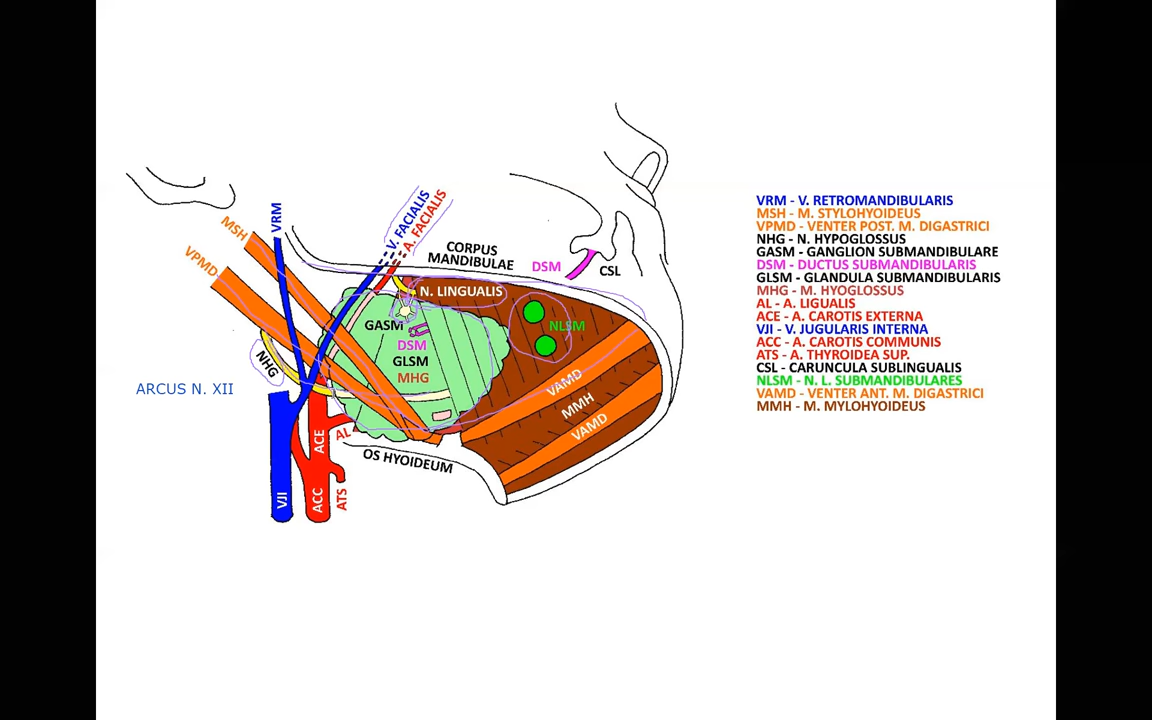 VRM
MSH
VPMD
V. FACIALIS
A. FACIALIS
CORPUS
MANDIBULAE
DSM
CSL
N. LINGUALIS
GASM
NLSM
DSM
GLSM
MHG
NHG
ARCUS N. XII
VAMD
MMH
VAMD
AL
ACE
OS HYOIDEUM
VJI
ACC
ATS
VRM - V. RETROMANDIBULARIS
MSH - M. STYLOHYOIDEUS
VPMD - VENTER POST. M. DIGASTRICI
NHG - N. HYPOGLOSSUS
GASM - GANGLION SUBMANDIBULARE
DSM - DUCTUS SUBMANDIBULARIS
GLSM - GLANDULA SUBMANDIBULARIS
MHG - M. HYOGLOSSUS
AL - A. LIGUALIS
ACE - A. CAROTIS EXTERNA
VJI - V. JUGULARIS INTERNA
ACC - A. CAROTIS COMMUNIS
ATS - A. THYROIDEA SUP.
CSL - CARUNCULA SUBLINGUALIS
NLSM - N. L. SUBMANDIBULARES
VAMD - VENTER ANT. M. DIGASTRICI
MMH - M. MYLOHYOIDEUS